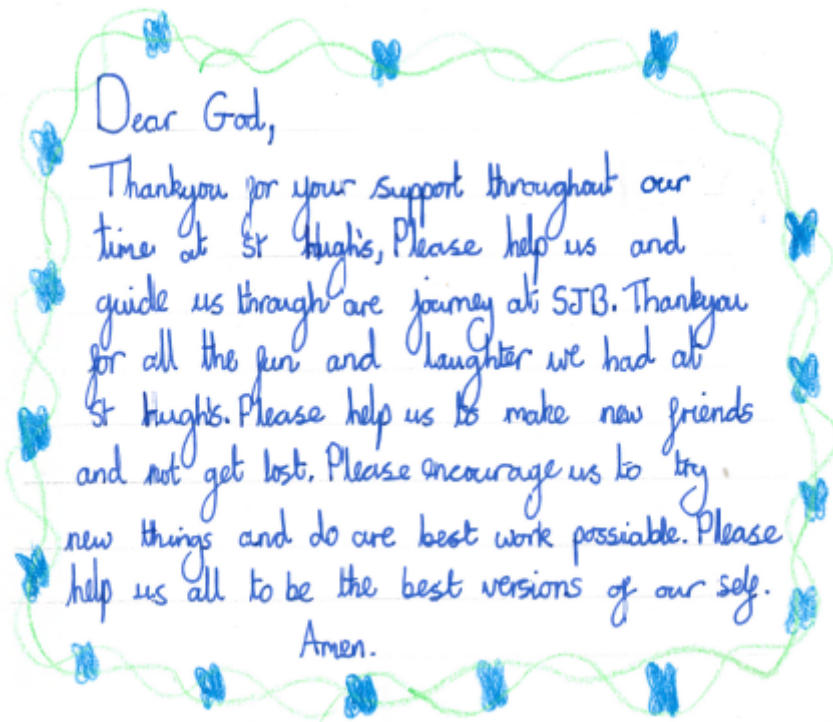 Dear God,
Thankyou for your support throughout our
time at St Hugh's, Please help us and
guide us through are journey at SJB. Thankyou
for all the fun and laughter we had at
St Hugh's. Please help us to make new friends
and not get lost. Please encourage us to try
new things and do are best work possiable. Please
help us all to be the best versions of our self.
Amen.